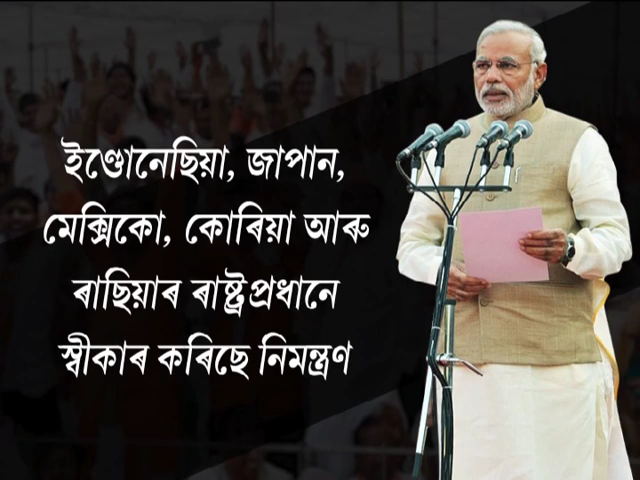 ইণ্ডোনেছিয়া, জাপান,
মেক্সিকো, কোৰিয়া আৰু
ৰাছিয়াৰ ৰাষ্ট্ৰপ্ৰধানে
স্বীকাৰ কৰিছে নিমন্ত্ৰণ